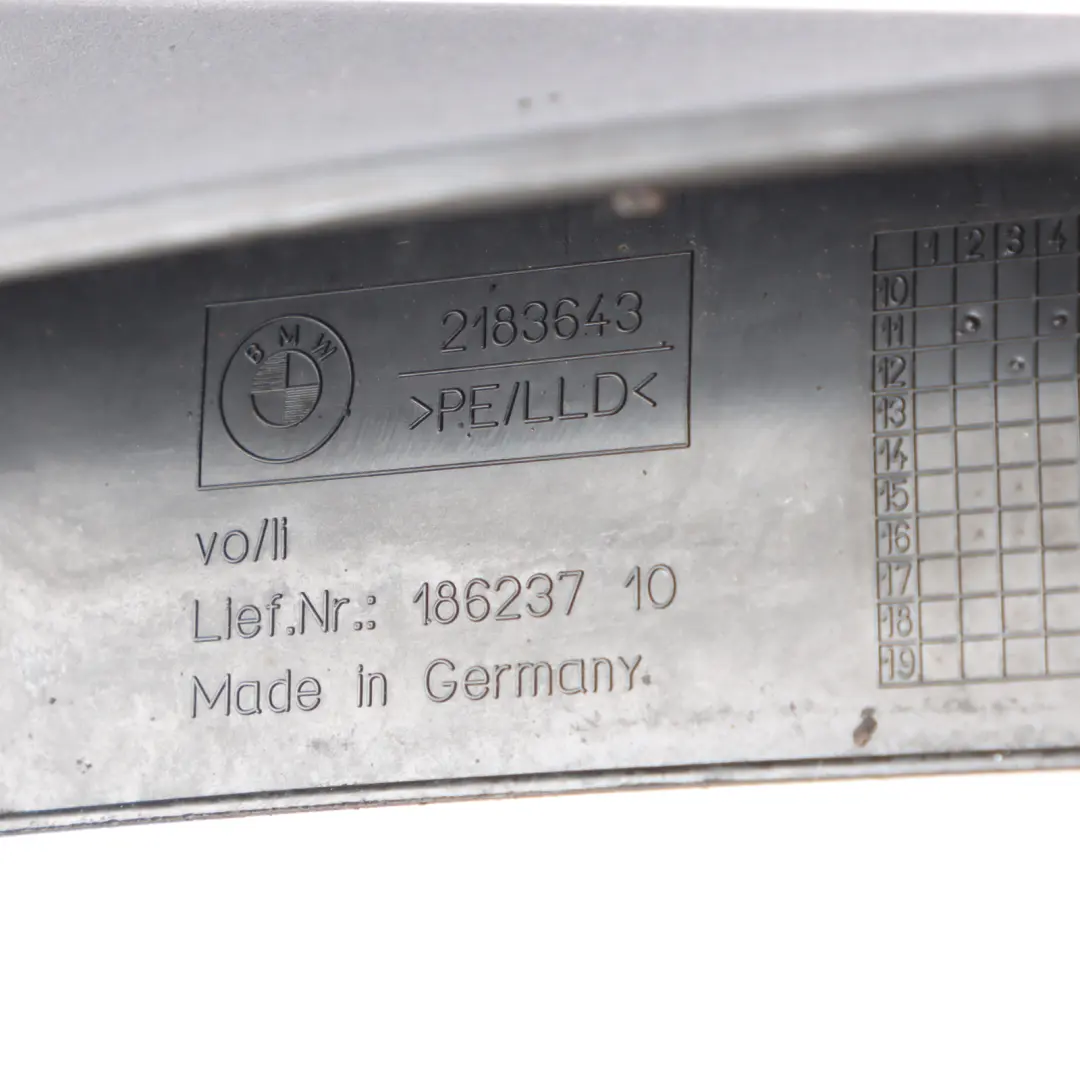 BMW
2183643
>PE/LLD<
vo/li
Lief.Nr.: 186237 10
Made in Germany.
1 2 3 4
10
11
12
13
14
15
16
17
18
19